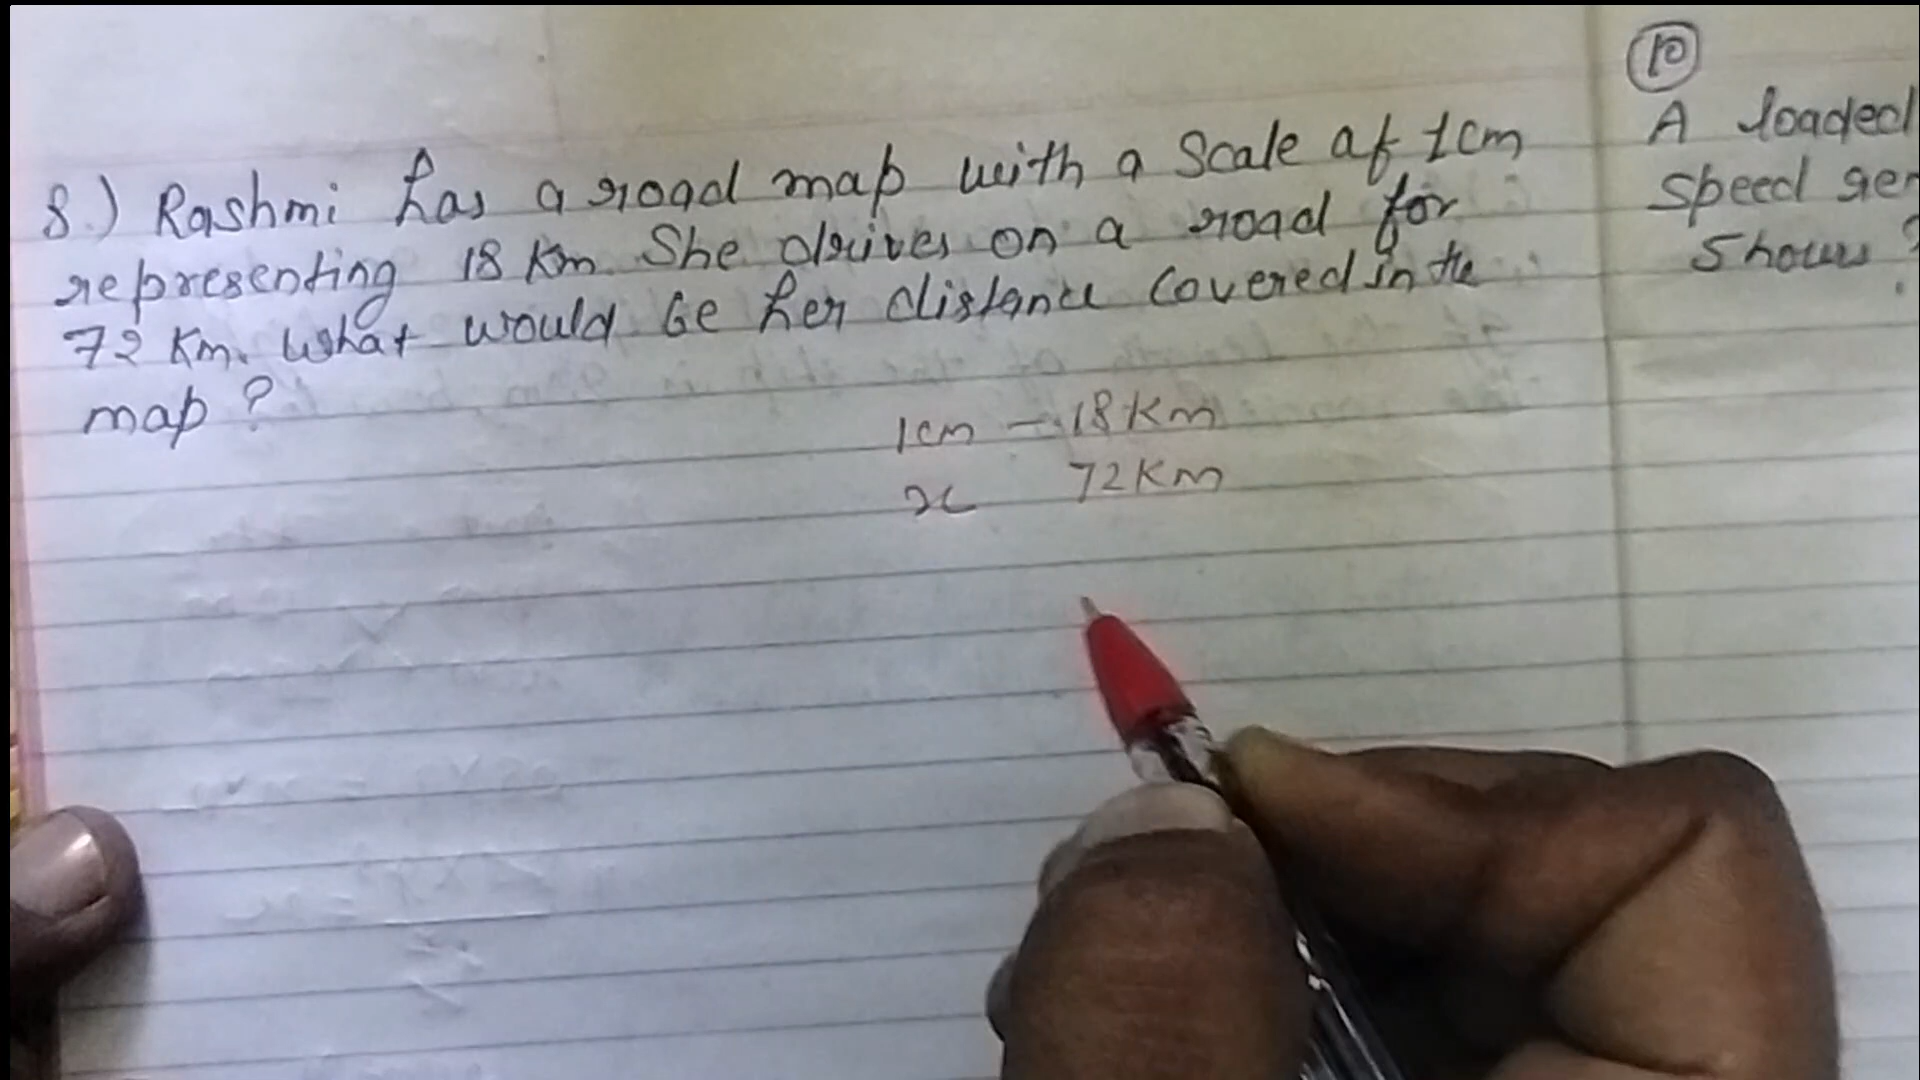 8.) Rashmi has a road map with a scale of 1cm
representing 18 Km. She drives on a road for
72 Km. What would be her distance covered in the
map ?
1cm — 18 Km
x 72 Km
10
A loaded
Speed
5 hours ?